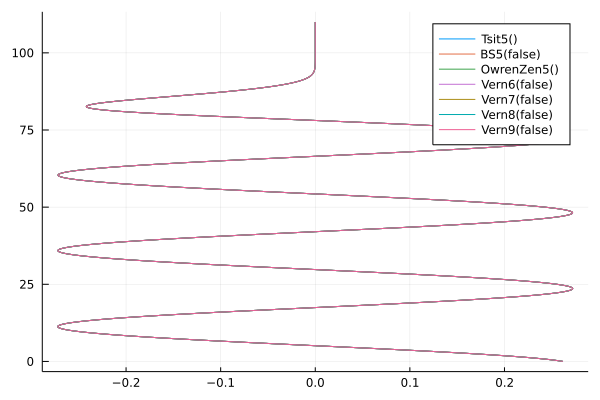 100
75
50
25
0
−0.2
−0.1
0.0
0.1
0.2
Tsit5()
BS5(false)
OwrenZen5()
Vern6(false)
Vern7(false)
Vern8(false)
Vern9(false)